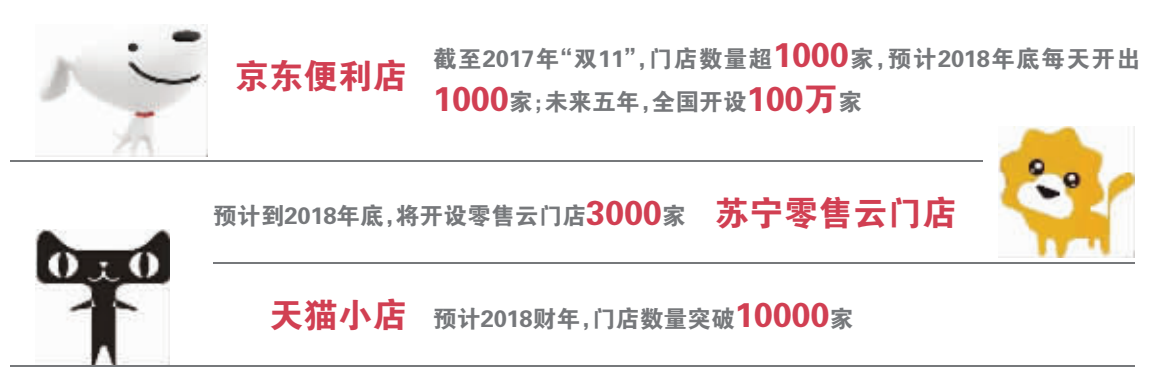 京东便利店
截至2017年“双11”,门店数量超1000家,预计2018年底每天开出
1000家;未来五年,全国开设100万家
预计到2018年底,将开设零售云门店3000家 苏宁零售云门店
天猫小店 预计2018财年,门店数量突破10000家